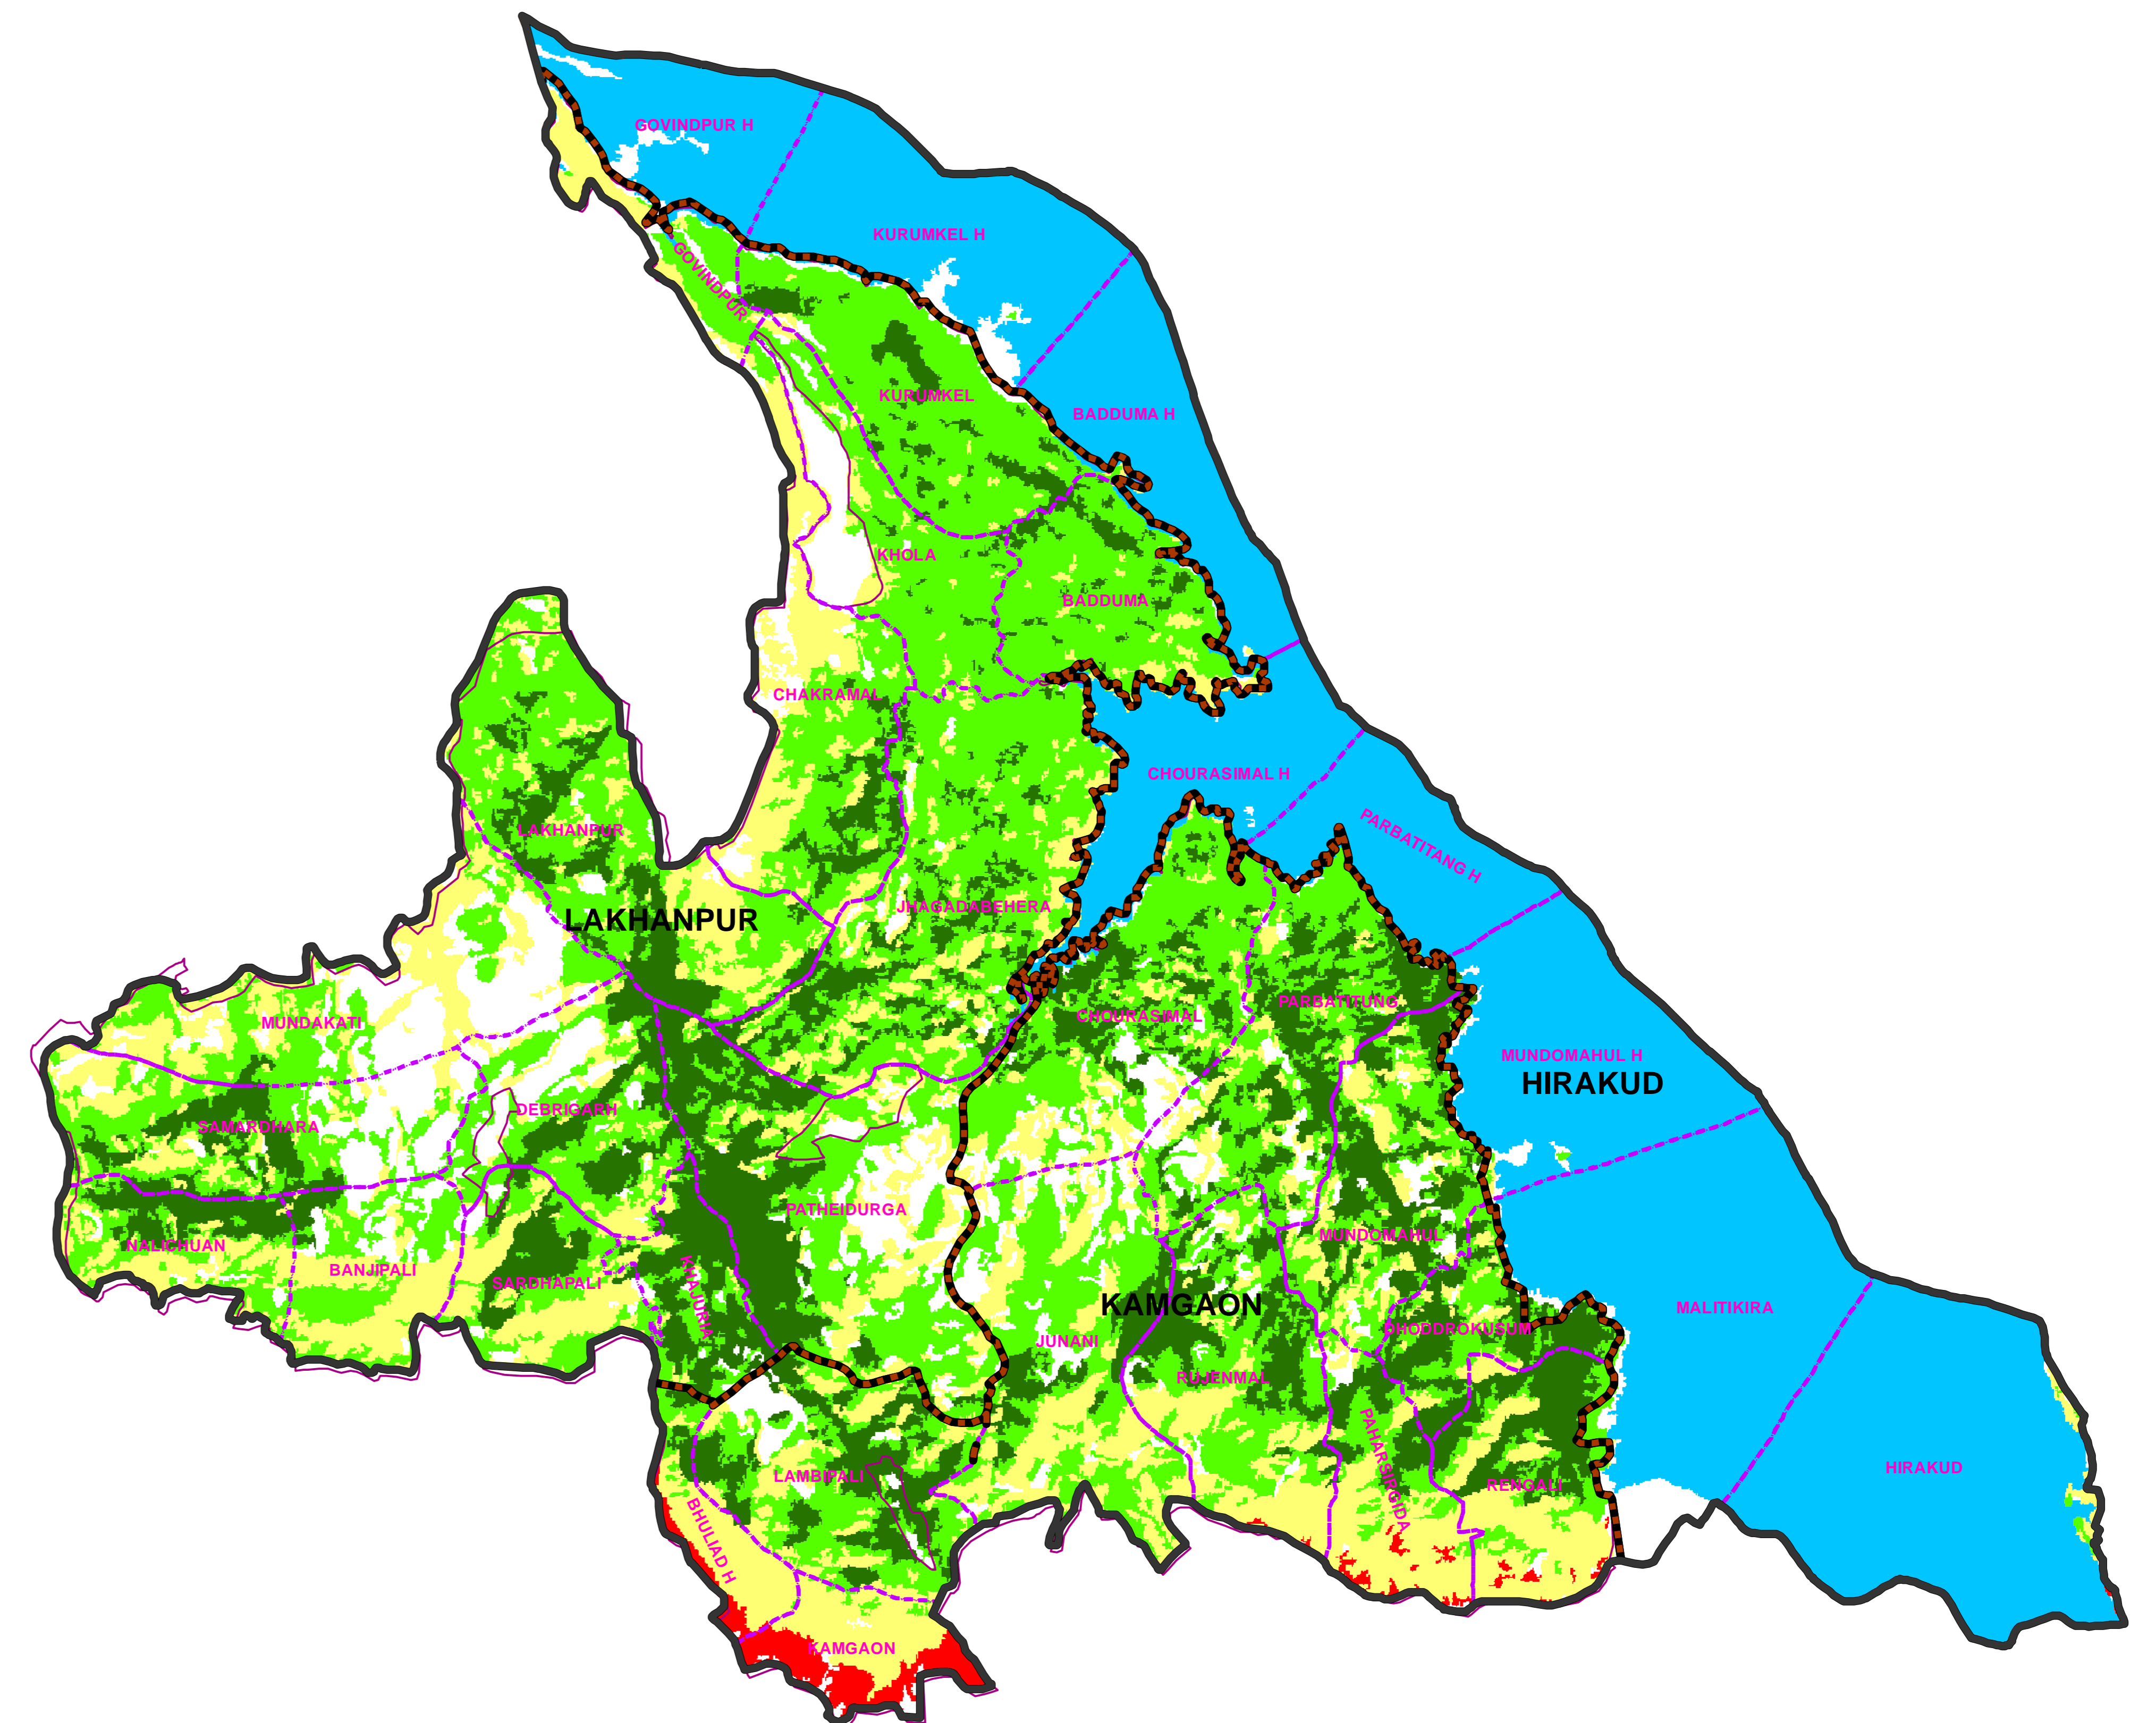 GOVINDPUR H
KURUMKEL H
GOVINDPUR
KURUMKEL
BADDUMA H
KHOLA
BADDUMA
CHAKRAMAL
CHOURASIMAL H
LAKHANPUR
PARBATITANG H
JHAGADABEHERA
LAKHANPUR
PARBATITUNG
CHOURASIMAL
MUNDAKATI
MUNDOMAHUL H
HIRAKUD
DEBRIGARH
SAMARDHARA
PATHEIDURGA
MUNDOMAHUL
NALICHUAN
BANJIPALI
SARDHAPALI
KHAJURIA
KAMGAON
MALITIKIRA
DHODDROKUSUM
JUNANI
RUJENMAL
PAHARSIRGIDA
HIRAKUD
LAMBIPALI
RENGALI
BHULIAD H
KAMGAON